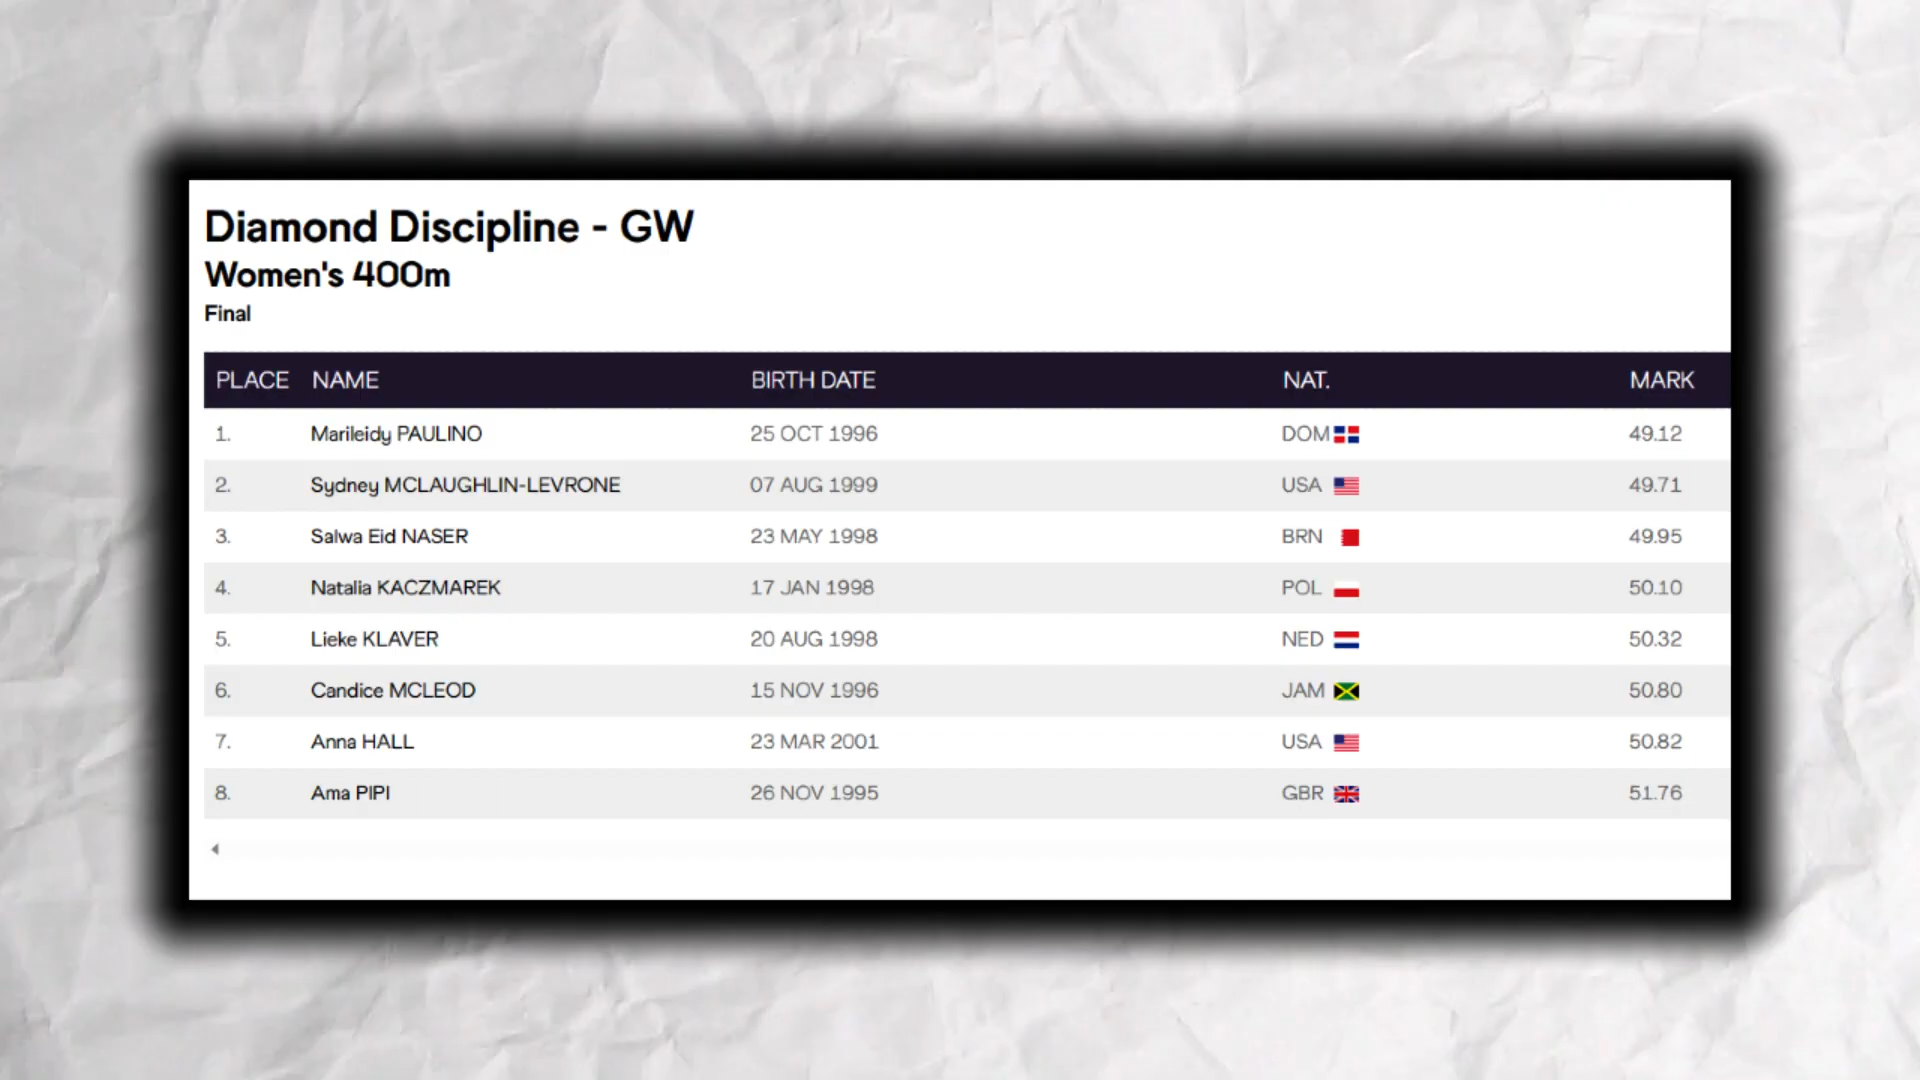 Diamond Discipline - GW
Women's 400m
Final
PLACE NAME BIRTH DATE NAT. MARK
1. Marileidy PAULINO 25 OCT 1996 DOM 49.12
2. Sydney MCLAUGHLIN-LEVRONE 07 AUG 1999 USA 49.71
3. Salwa Eid NASER 23 MAY 1998 BRN 49.95
4. Natalia KACZMAREK 17 JAN 1998 POL 50.10
5. Lieke KLAVER 20 AUG 1998 NED 50.32
6. Candice MCLEOD 15 NOV 1996 JAM 50.80
7. Anna HALL 23 MAR 2001 USA 50.82
8. Ama PIPI 26 NOV 1995 GBR 51.76